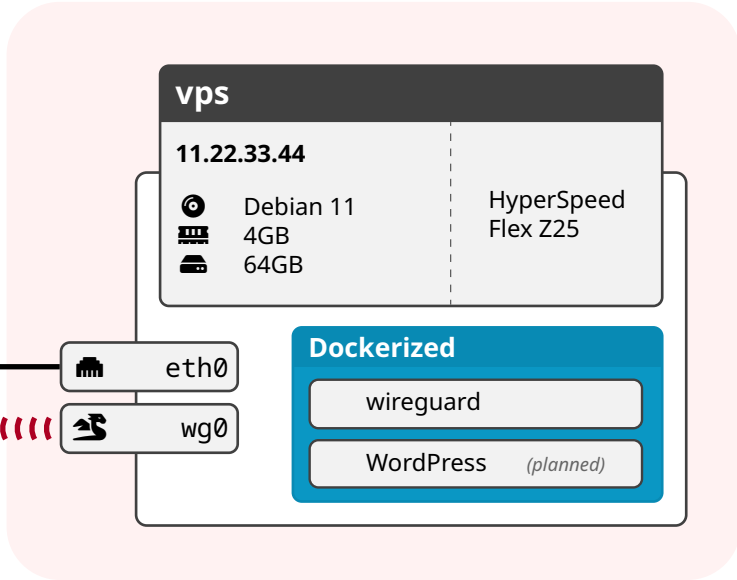 vps
11.22.33.44
Debian 11
4GB
64GB
HyperSpeed
Flex Z25
eth0
wg0
Dockerized
wireguard
WordPress (planned)